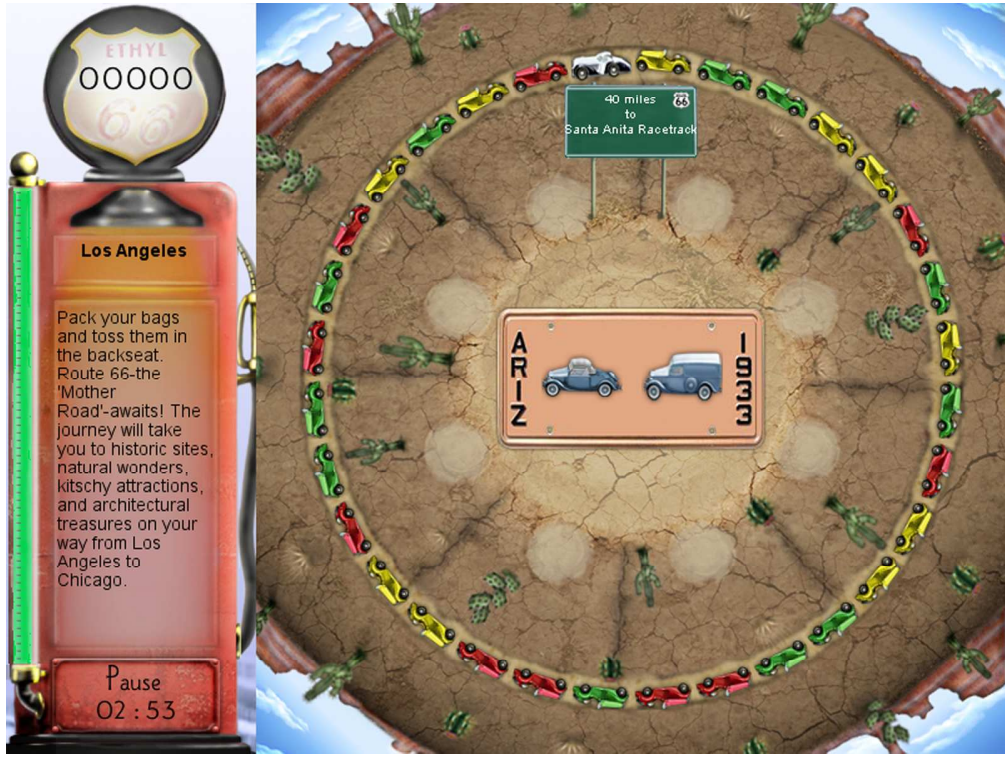 ETHYL
00000
66
Los Angeles
Pack your bags
and toss them in
the backseat.
Route 66-the
'Mother
Road'-awaits! The
journey will take
you to historic sites,
natural wonders,
kitschy attractions,
and architectural
treasures on your
way from Los
Angeles to
Chicago.
Pause
02 : 53
40 miles
66
to
Santa Anita Racetrack
ARIZ
1933